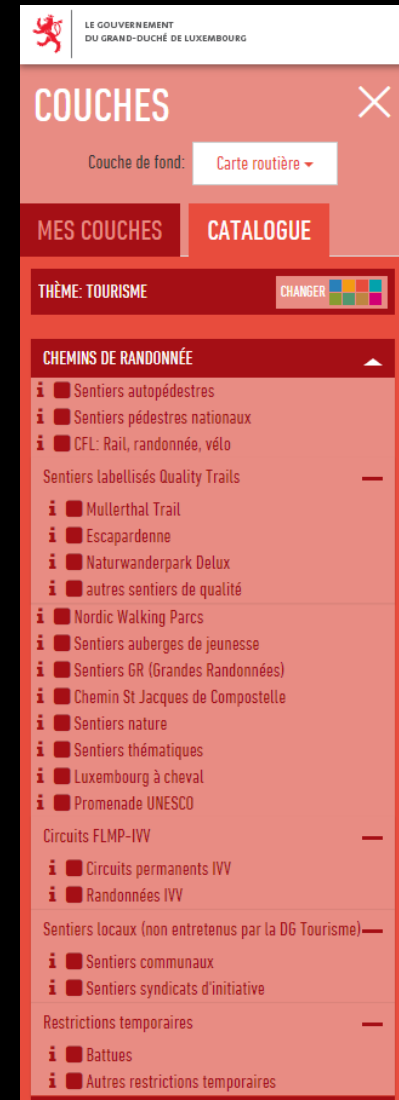 LE GOUVERNEMENT
DU GRAND-DUCHÉ DE LUXEMBOURG
COUCHES
Couche de fond: Carte routière
MES COUCHES CATALOGUE
THÈME: TOURISME CHANGER
CHEMINS DE RANDONNÉE
i Sentiers autopédestres
i Sentiers pédestres nationaux
i CFL: Rail, randonnée, vélo
Sentiers labellisés Quality Trails
i Mullerthal Trail
i Escapardenne
i Naturwanderpark Delux
i autres sentiers de qualité
i Nordic Walking Parcs
i Sentiers auberges de jeunesse
i Sentiers GR (Grandes Randonnées)
i Chemin St Jacques de Compostelle
i Sentiers nature
i Sentiers thématiques
i Luxembourg à cheval
i Promenade UNESCO
Circuits FLMP-IVV
i Circuits permanents IVV
i Randonnées IVV
Sentiers locaux (non entretenus par la DG Tourisme)
i Sentiers communaux
i Sentiers syndicats d'initiative
Restrictions temporaires
i Battues
i Autres restrictions temporaires